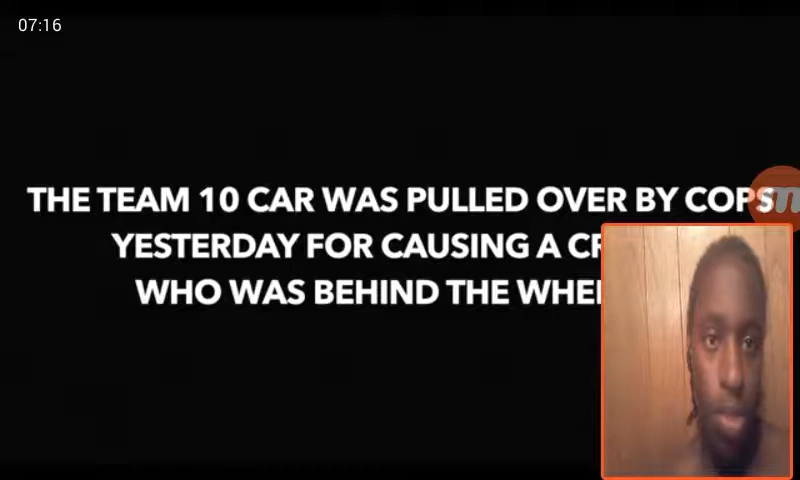 07:16
THE TEAM 10 CAR WAS PULLED OVER BY COPS
YESTERDAY FOR CAUSING A
WHO WAS BEHIND THE